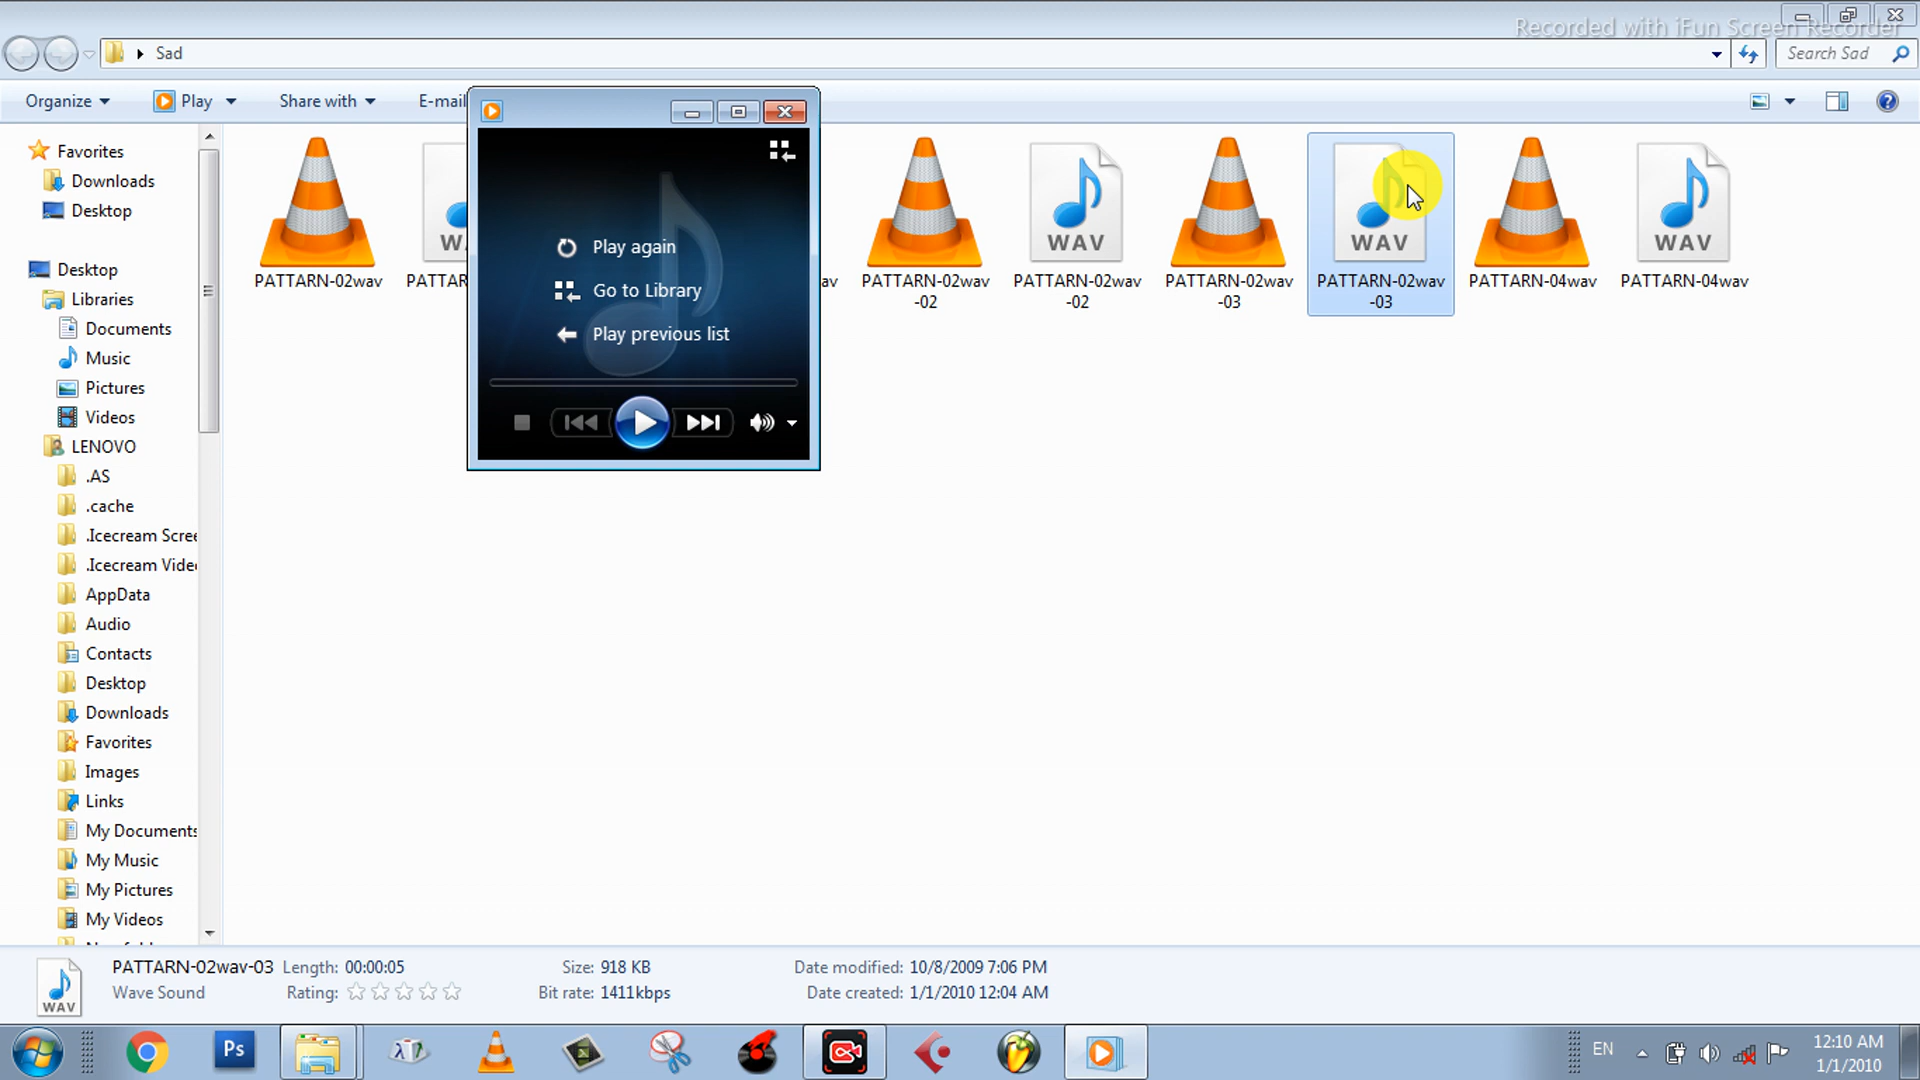 Recorded with iFun Screen Recorder
Sad
Search Sad
Organize
Play
Share with
E-mail
Favorites
Downloads
Desktop
Desktop
Libraries
Documents
Music
Pictures
Videos
LENOVO
.AS
.cache
.Icecream Scree
.Icecream Vide
AppData
Audio
Contacts
Desktop
Downloads
Favorites
Images
Links
My Documents
My Music
My Pictures
My Videos
PATTARN-02wav
PATTAR
av
WAV
PATTARN-02wav
-02
WAV
PATTARN-02wav
-02
PATTARN-02wav
-03
WAV
PATTARN-02wav
-03
PATTARN-04wav
WAV
PATTARN-04wav
Play again
Go to Library
Play previous list
WAV
PATTARN-02wav-03
Wave Sound
Length: 00:00:05
Rating:
Size: 918 KB
Bit rate: 1411kbps
Date modified: 10/8/2009 7:06 PM
Date created: 1/1/2010 12:04 AM
Ps
EN
12:10 AM
1/1/2010